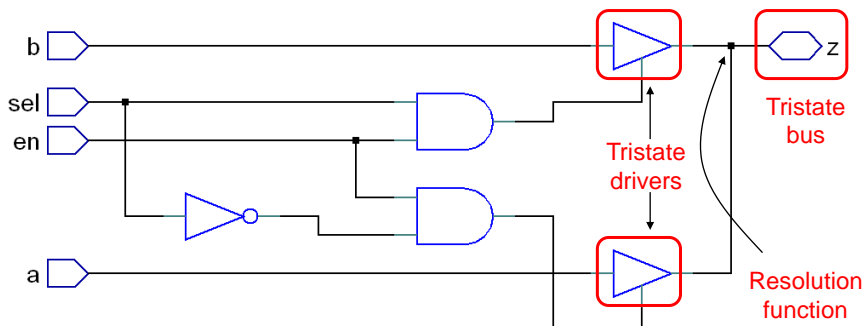 b
z
sel
Tristate
bus
en
Tristate
drivers
a
Resolution
function